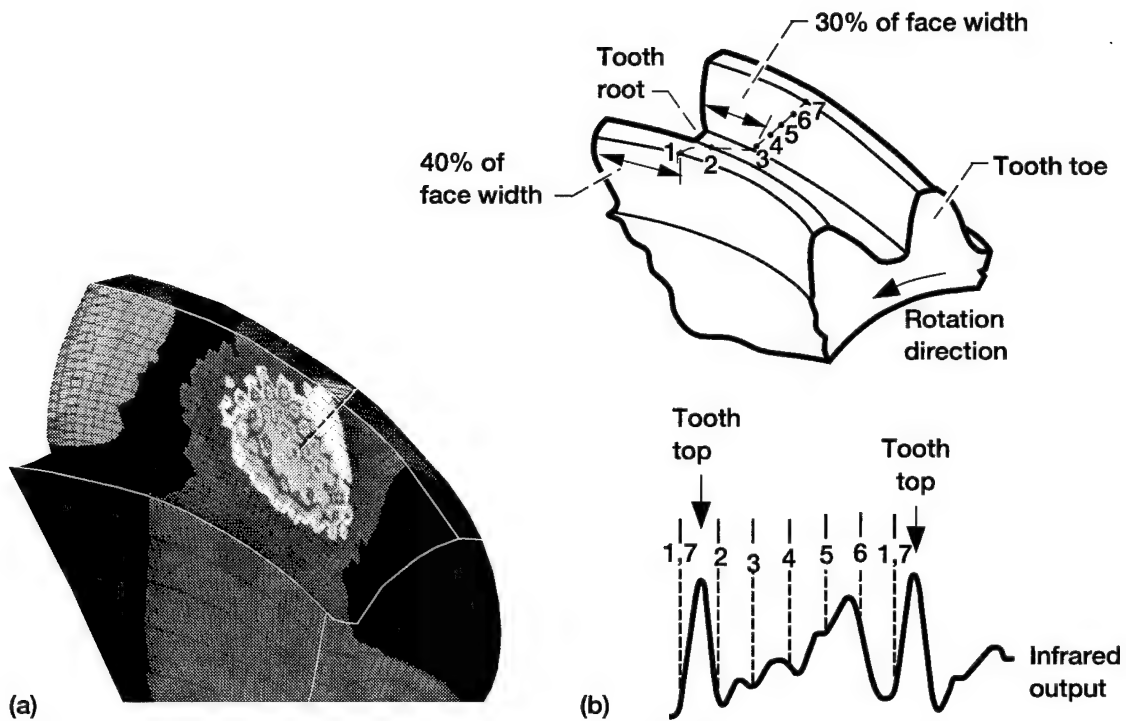 30% of face width
Tooth
root
1
2
3
4
5
6
7
40% of
face width
Tooth toe
Rotation
direction
Tooth
top
Tooth
top
1,7
2
3
4
5
6
1,7
Infrared
output
(a)
(b)